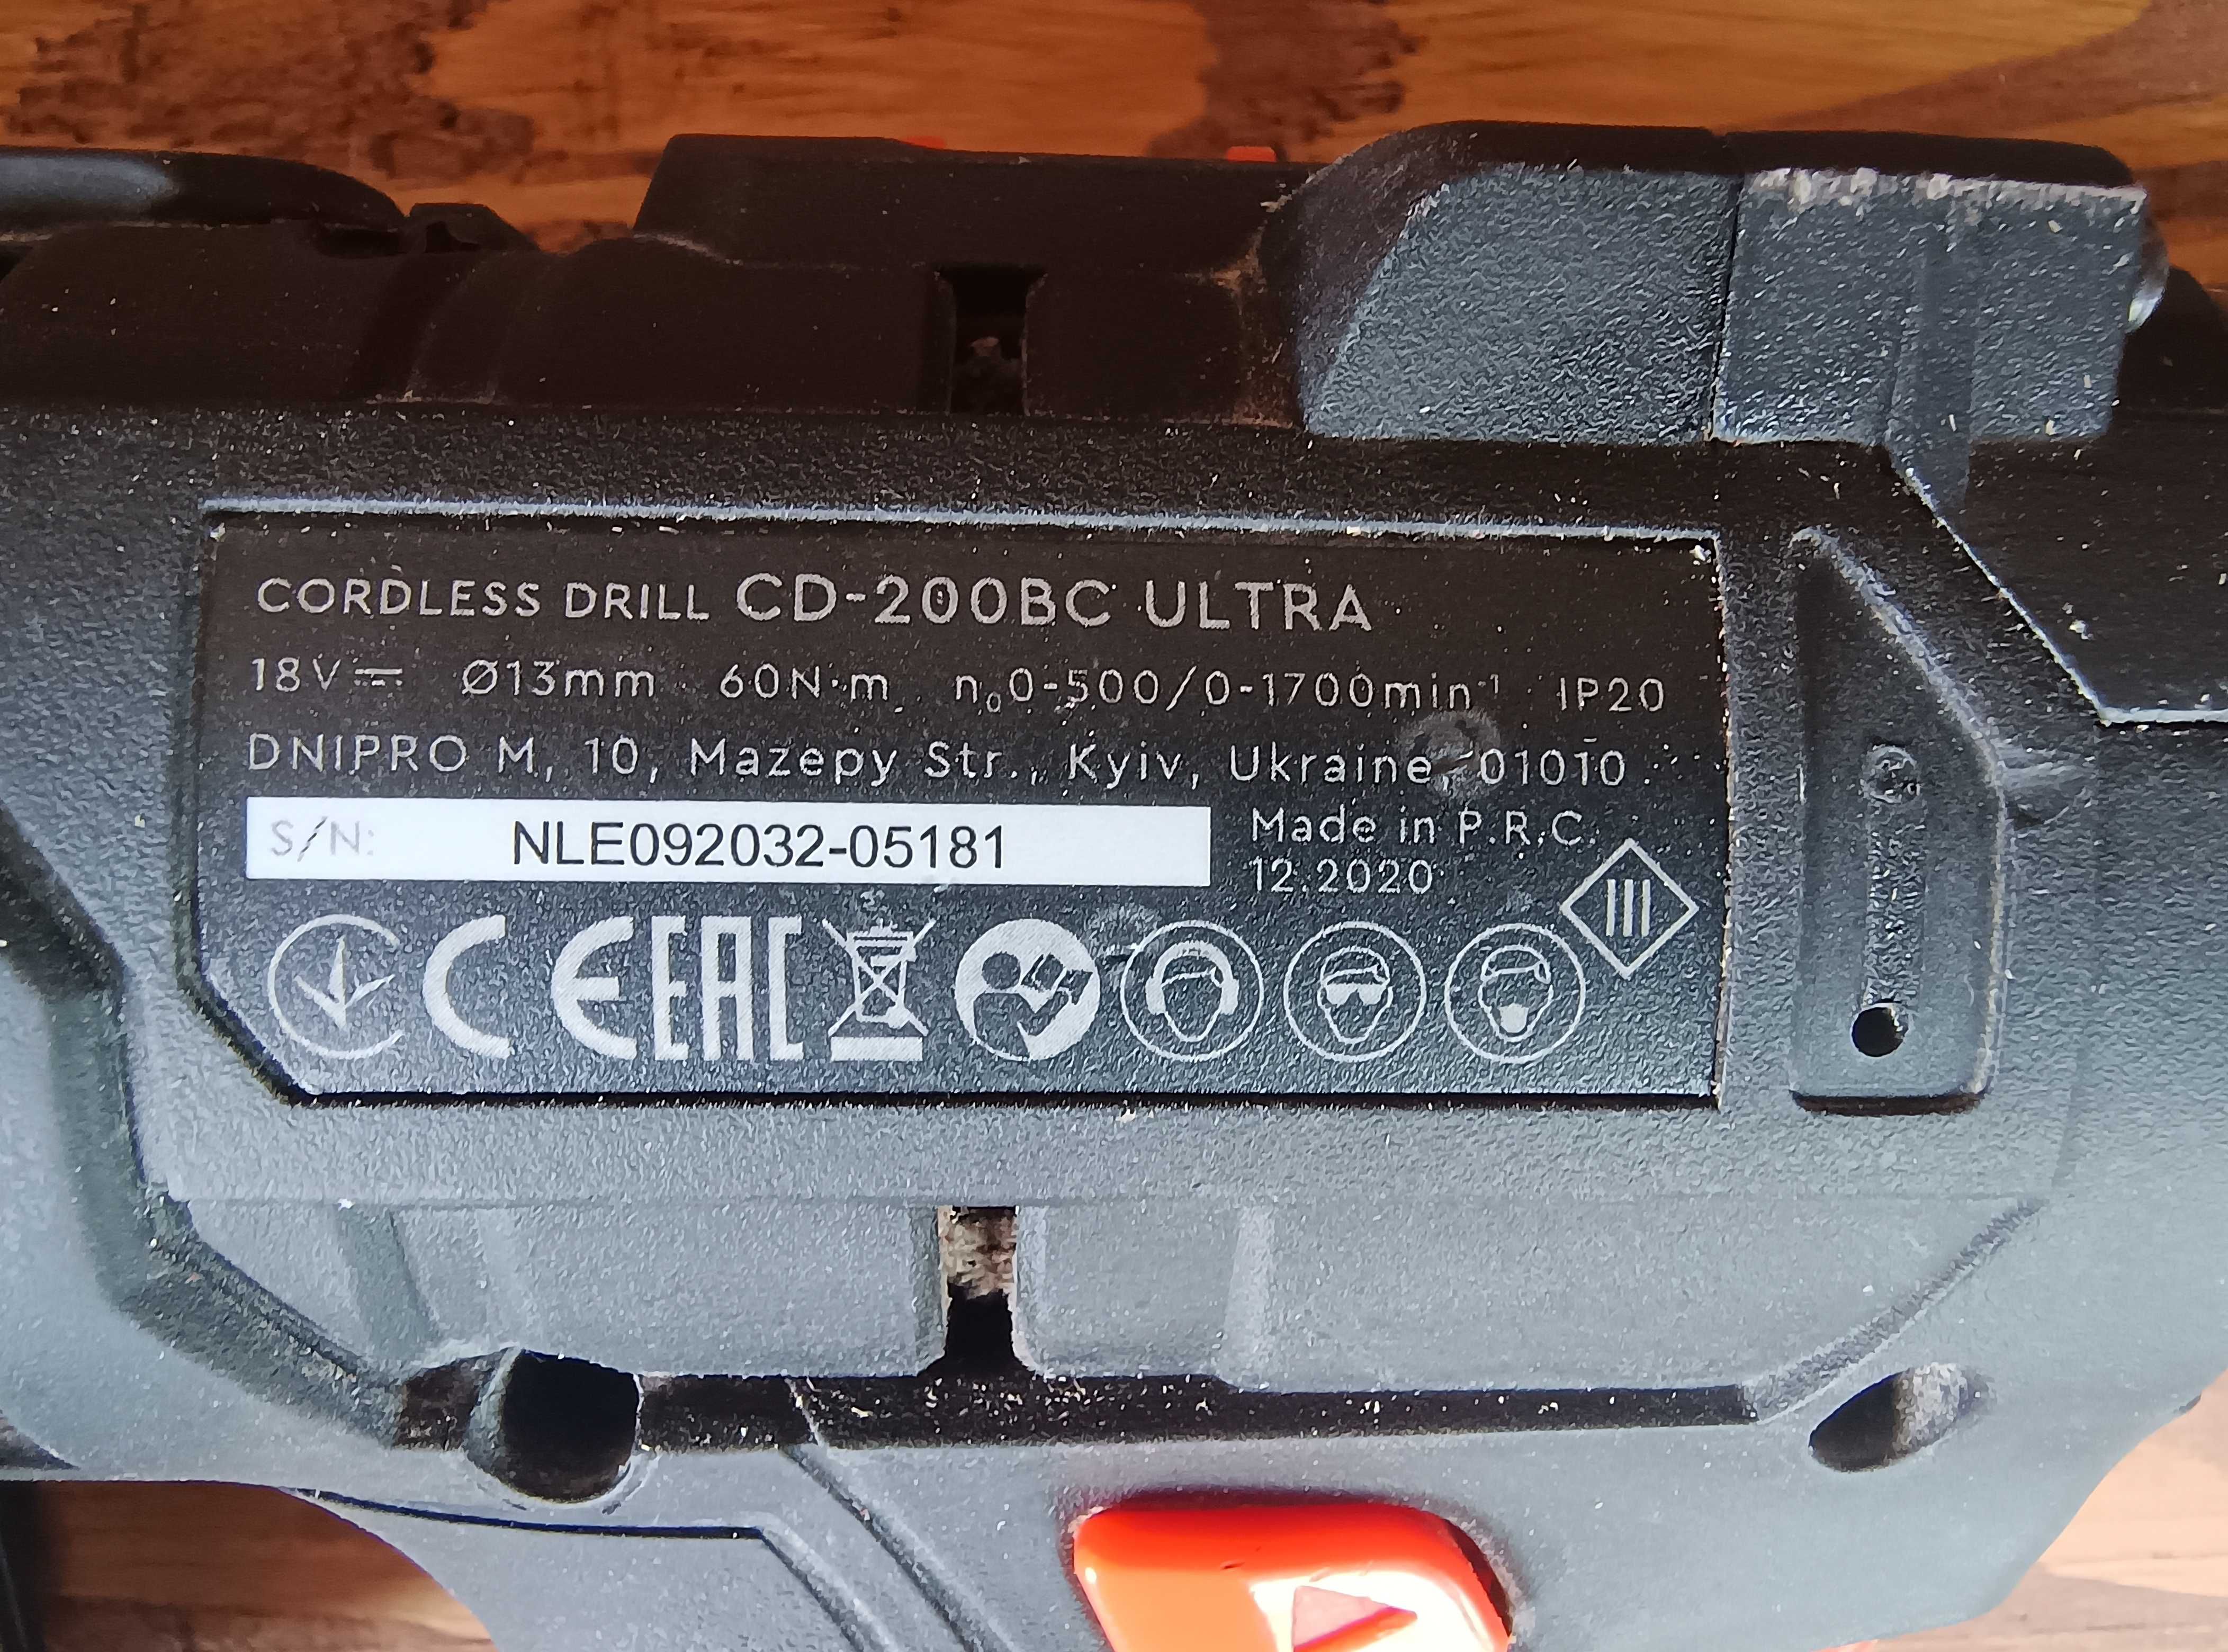 CORDLESS DRILL CD-200BC ULTRA
18V⎓ Ø13mm 60N·m n₀0-500/0-1700min⁻¹ IP20
DNIPRO M, 10, Mazepy Str., Kyiv, Ukraine, 01010
S/N: NLE092032-05181
Made in P.R.C.
12.2020
III
CE EAC